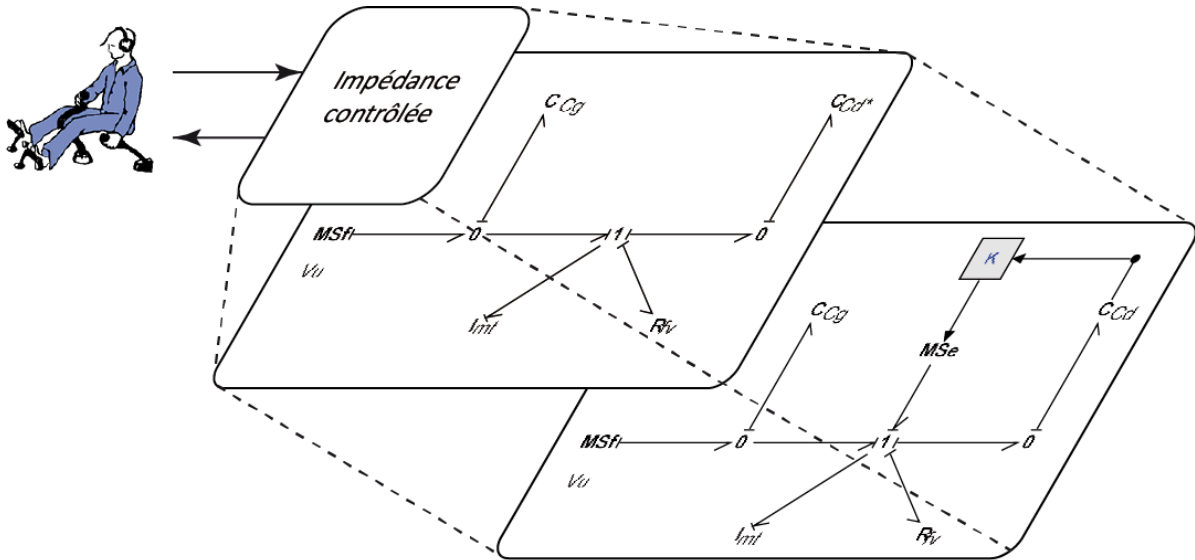 Impédance
contrôlée
C Cg
C Cd*
MSf 0 1 0
Vu
I mt
R fv
K
C Cg
C Cd
MSe
MSf 0 1 0
Vu
I mt
R fv